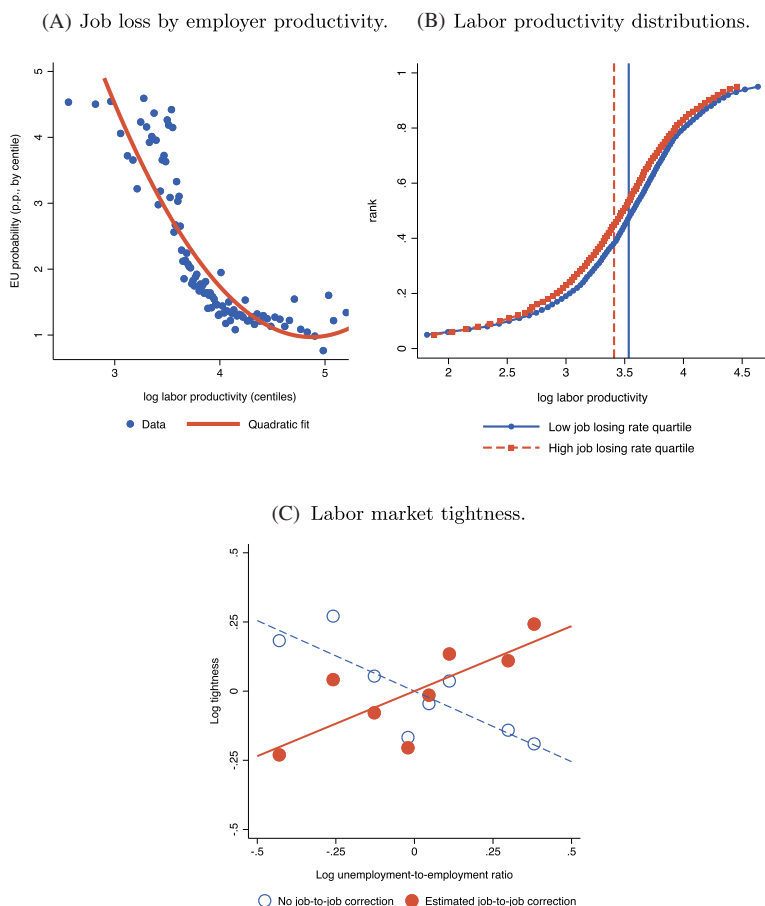 (A) Job loss by employer productivity.
(B) Labor productivity distributions.
EU probability (p.p., by centile)
5
4
3
2
1
3
4
5
log labor productivity (centiles)
Data
Quadratic fit
rank
1
.8
.6
.4
.2
0
2
2.5
3
3.5
4
4.5
log labor productivity
Low job losing rate quartile
High job losing rate quartile
(C) Labor market tightness.
Log tightness
.5
.25
0
-.25
-.5
-.5
-.25
0
.25
.5
Log unemployment-to-employment ratio
No job-to-job correction
Estimated job-to-job correction